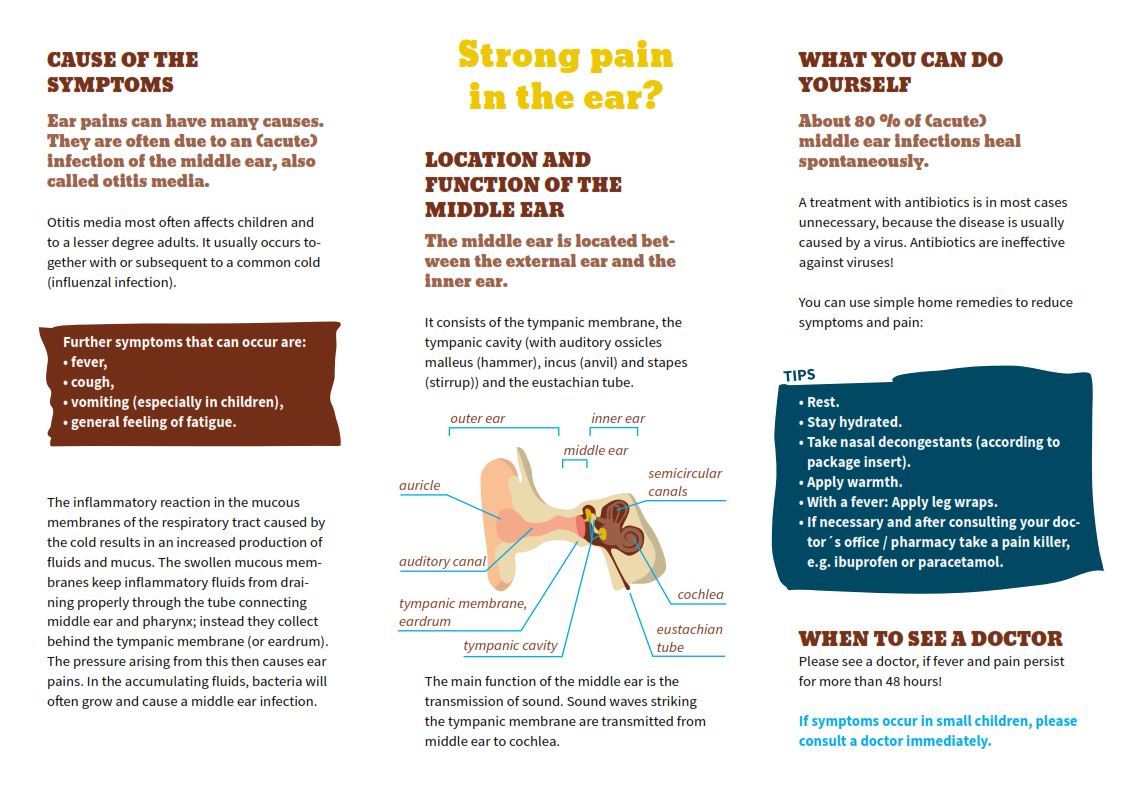 CAUSE OF THE
SYMPTOMS
Ear pains can have many causes.
They are often due to an (acute)
infection of the middle ear, also
called otitis media.
Otitis media most often affects children and
to a lesser degree adults. It usually occurs to-
gether with or subsequent to a common cold
(influenzal infection).
Further symptoms that can occur are:
• fever,
• cough,
• vomiting (especially in children),
• general feeling of fatigue.
The inflammatory reaction in the mucous
membranes of the respiratory tract caused by
the cold results in an increased production of
fluids and mucus. The swollen mucous mem-
branes keep inflammatory fluids from drai-
ning properly through the tube connecting
middle ear and pharynx; instead they collect
behind the tympanic membrane (or eardrum).
The pressure arising from this then causes ear
pains. In the accumulating fluids, bacteria will
often grow and cause a middle ear infection.
Strong pain
in the ear?
LOCATION AND
FUNCTION OF THE
MIDDLE EAR
The middle ear is located bet-
ween the external ear and the
inner ear.
It consists of the tympanic membrane, the
tympanic cavity (with auditory ossicles
malleus (hammer), incus (anvil) and stapes
(stirrup)) and the eustachian tube.
outer ear
inner ear
middle ear
semicircular
canals
auricle
auditory canal
cochlea
tympanic membrane,
eardrum
eustachian
tube
tympanic cavity
The main function of the middle ear is the
transmission of sound. Sound waves striking
the tympanic membrane are transmitted from
middle ear to cochlea.
WHAT YOU CAN DO
YOURSELF
About 80 % of (acute)
middle ear infections heal
spontaneously.
A treatment with antibiotics is in most cases
unnecessary, because the disease is usually
caused by a virus. Antibiotics are ineffective
against viruses!
You can use simple home remedies to reduce
symptoms and pain:
TIPS
• Rest.
• Stay hydrated.
• Take nasal decongestants (according to
package insert).
• Apply warmth.
• With a fever: Apply leg wraps.
• If necessary and after consulting your doc-
tor´s office / pharmacy take a pain killer,
e.g. ibuprofen or paracetamol.
WHEN TO SEE A DOCTOR
Please see a doctor, if fever and pain persist
for more than 48 hours!
If symptoms occur in small children, please
consult a doctor immediately.